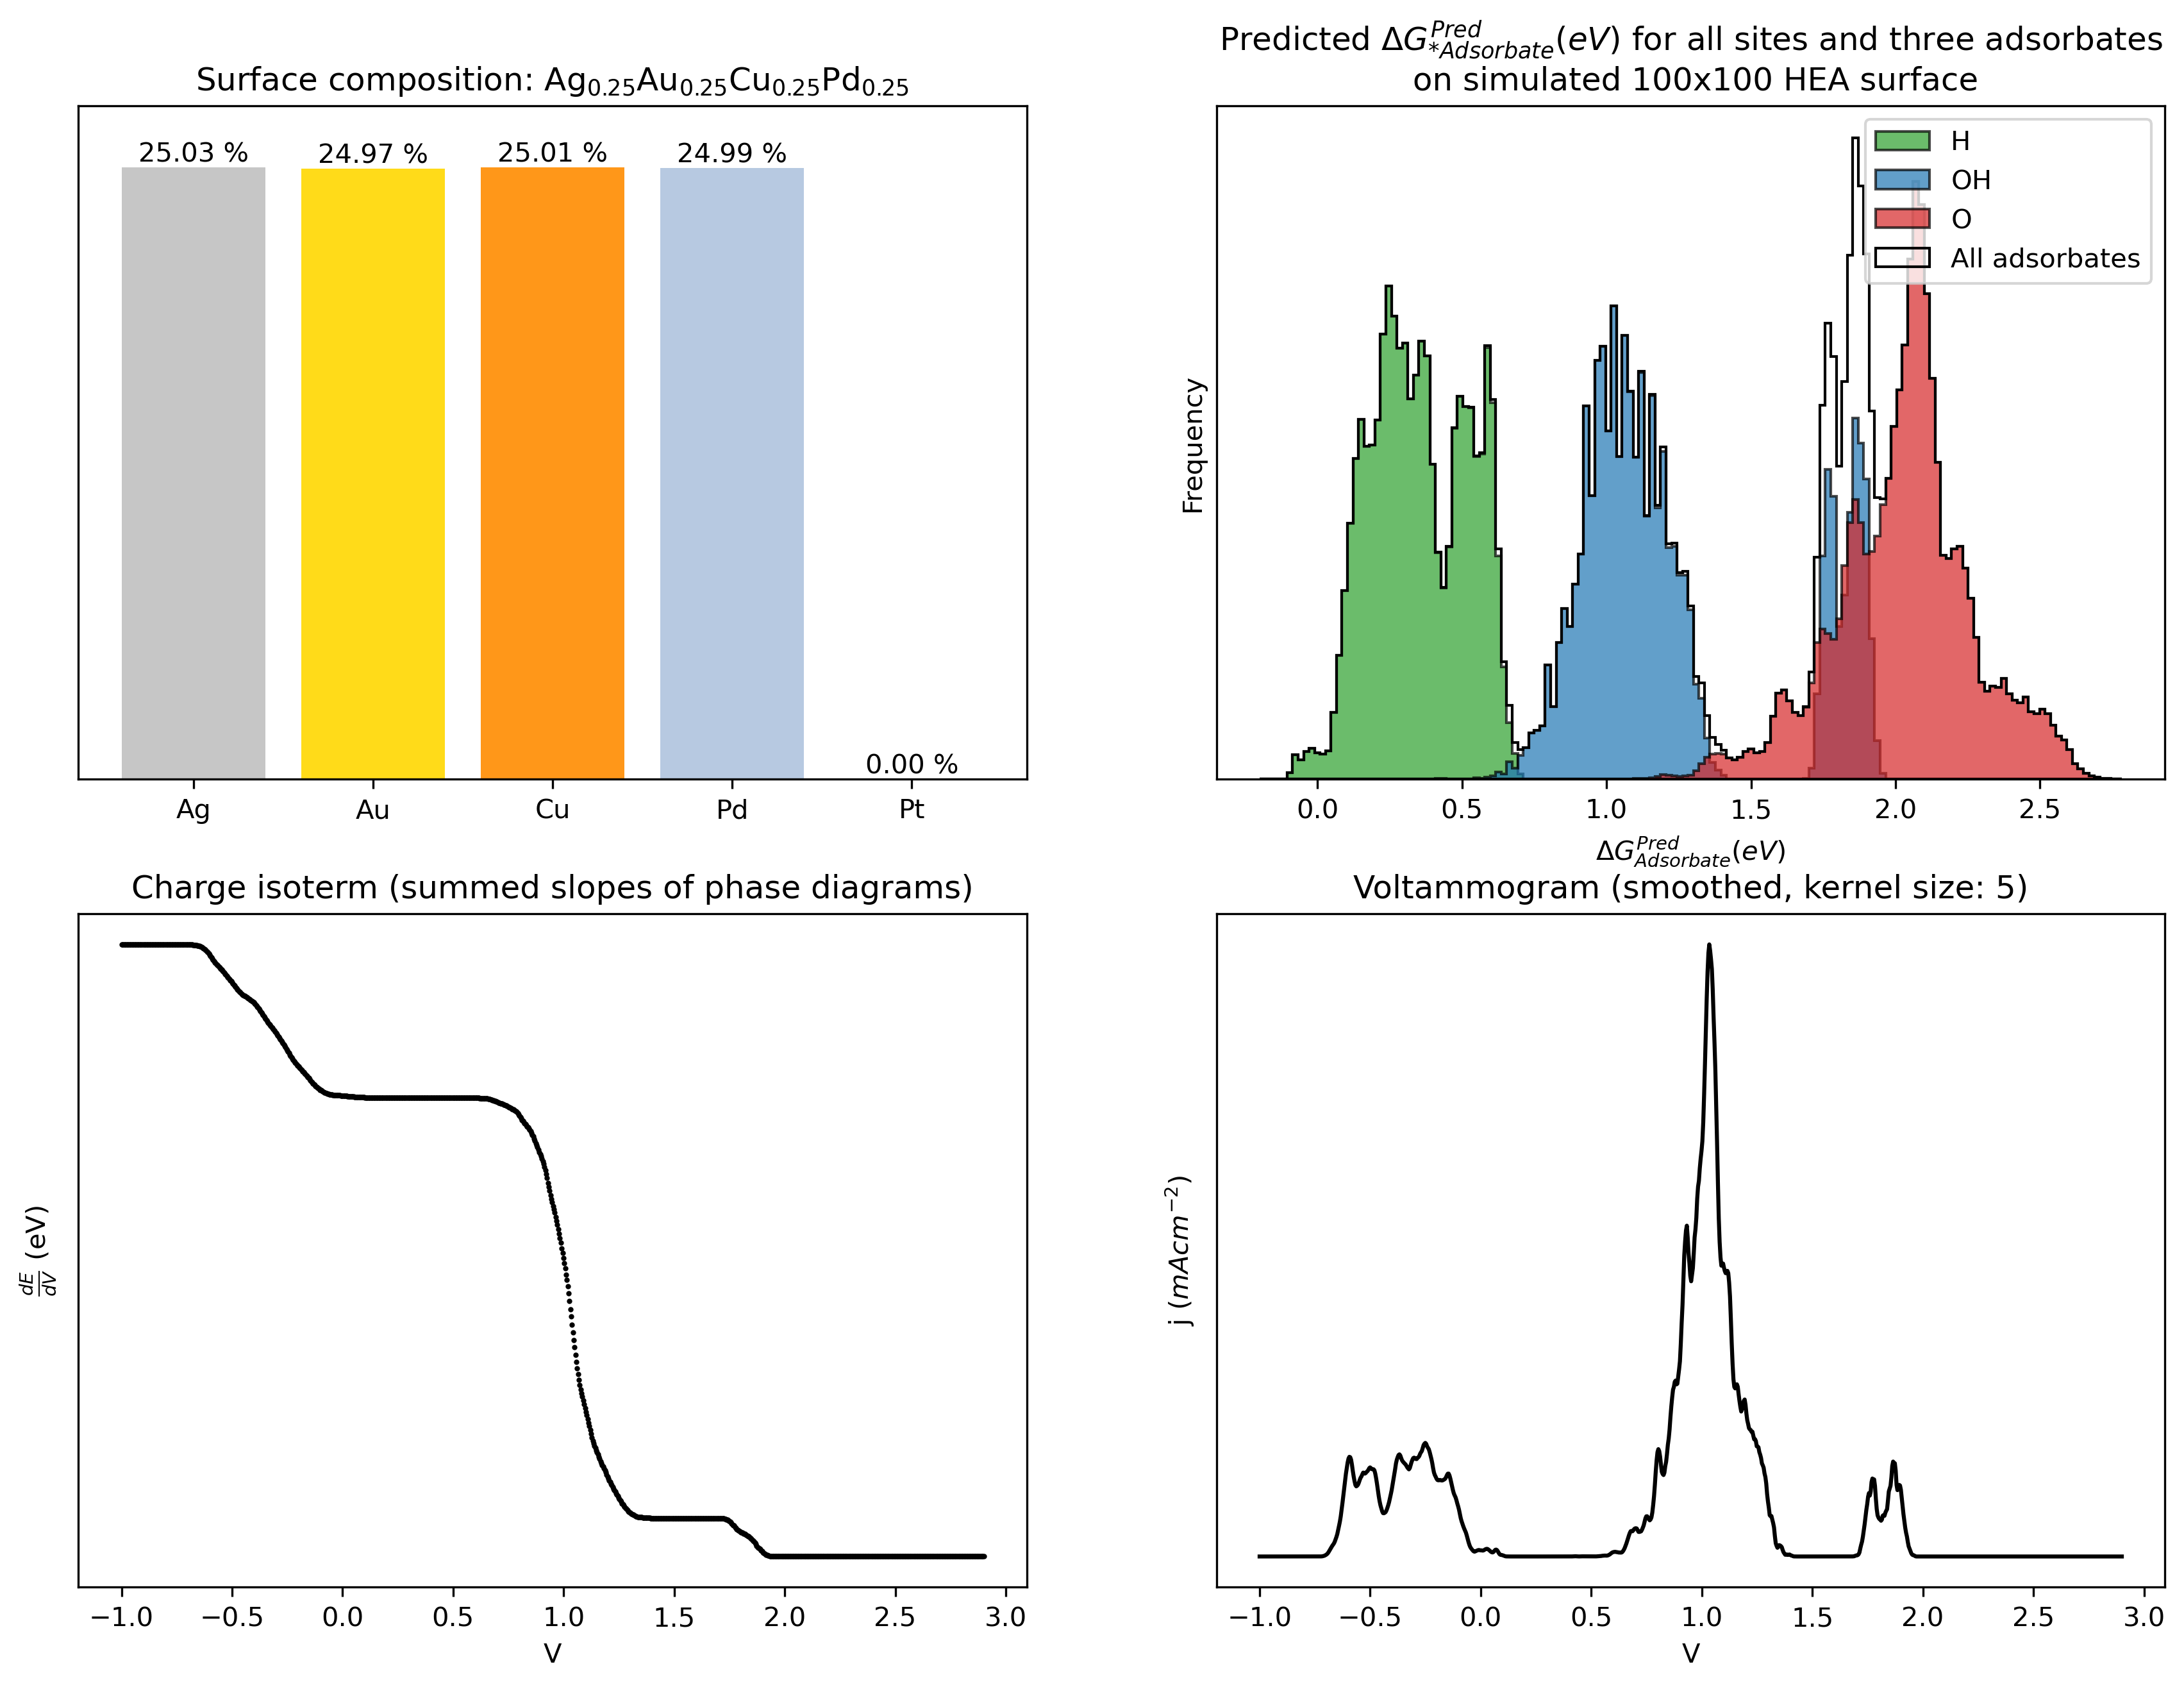 Surface composition: Ag₀.₂₅Au₀.₂₅Cu₀.₂₅Pd₀.₂₅
25.03 %
24.97 %
25.01 %
24.99 %
0.00 %
Ag
Au
Cu
Pd
Pt
Predicted ΔG^{Pred}_{*Adsorbate}(eV) for all sites and three adsorbates
on simulated 100x100 HEA surface
H
OH
O
All adsorbates
Frequency
0.0
0.5
1.0
1.5
2.0
2.5
ΔG^{Pred}_{Adsorbate}(eV)
Charge isoterm (summed slopes of phase diagrams)
dE/dV (eV)
−1.0
−0.5
0.0
0.5
1.0
1.5
2.0
2.5
3.0
V
Voltammogram (smoothed, kernel size: 5)
j (mAcm⁻²)
−1.0
−0.5
0.0
0.5
1.0
1.5
2.0
2.5
3.0
V